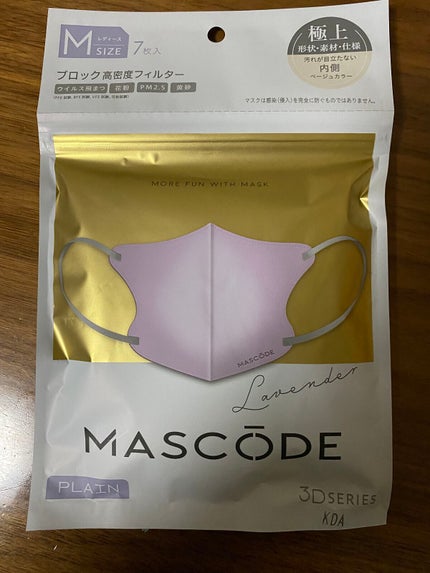 M レディース SIZE 7枚入
ブロック高密度フィルター
ウイルス飛まつ 花粉 PM2.5 黄砂
極上
形状・素材・仕様
汚れが目立たない
内側
ベージュカラー
マスクは感染(侵入)を完全に防ぐものではありません。
MORE FUN WITH MASK
MASCŌDE
Lavender
MASCŌDE
PLAIN
3D SERIES
KDA